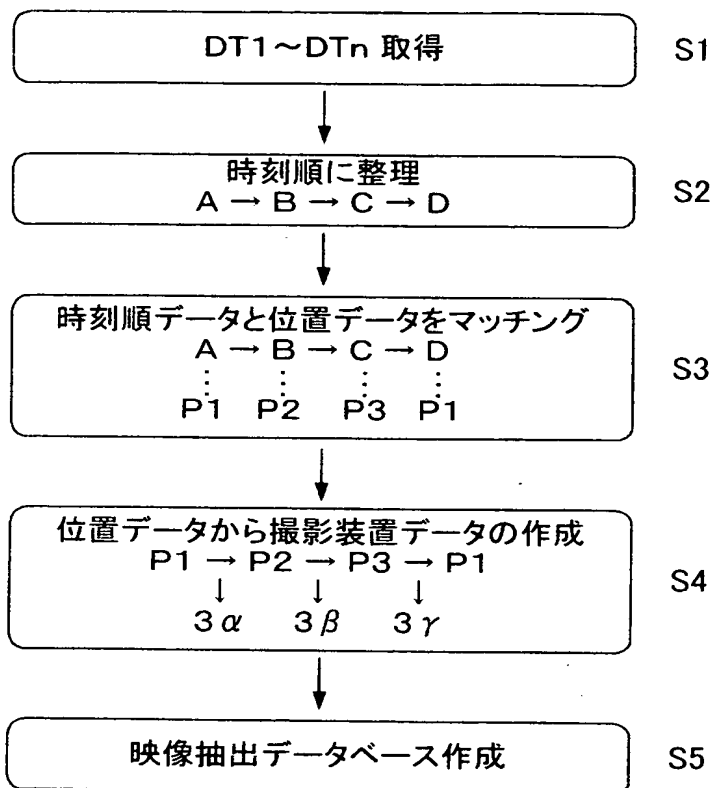 DT1～DTn 取得
S1
時刻順に整理
A → B → C → D
S2
時刻順データと位置データをマッチング
A → B → C → D
P1 P2 P3 P1
S3
位置データから撮影装置データの作成
P1 → P2 → P3 → P1
3α 3β 3γ
S4
映像抽出データベース作成
S5